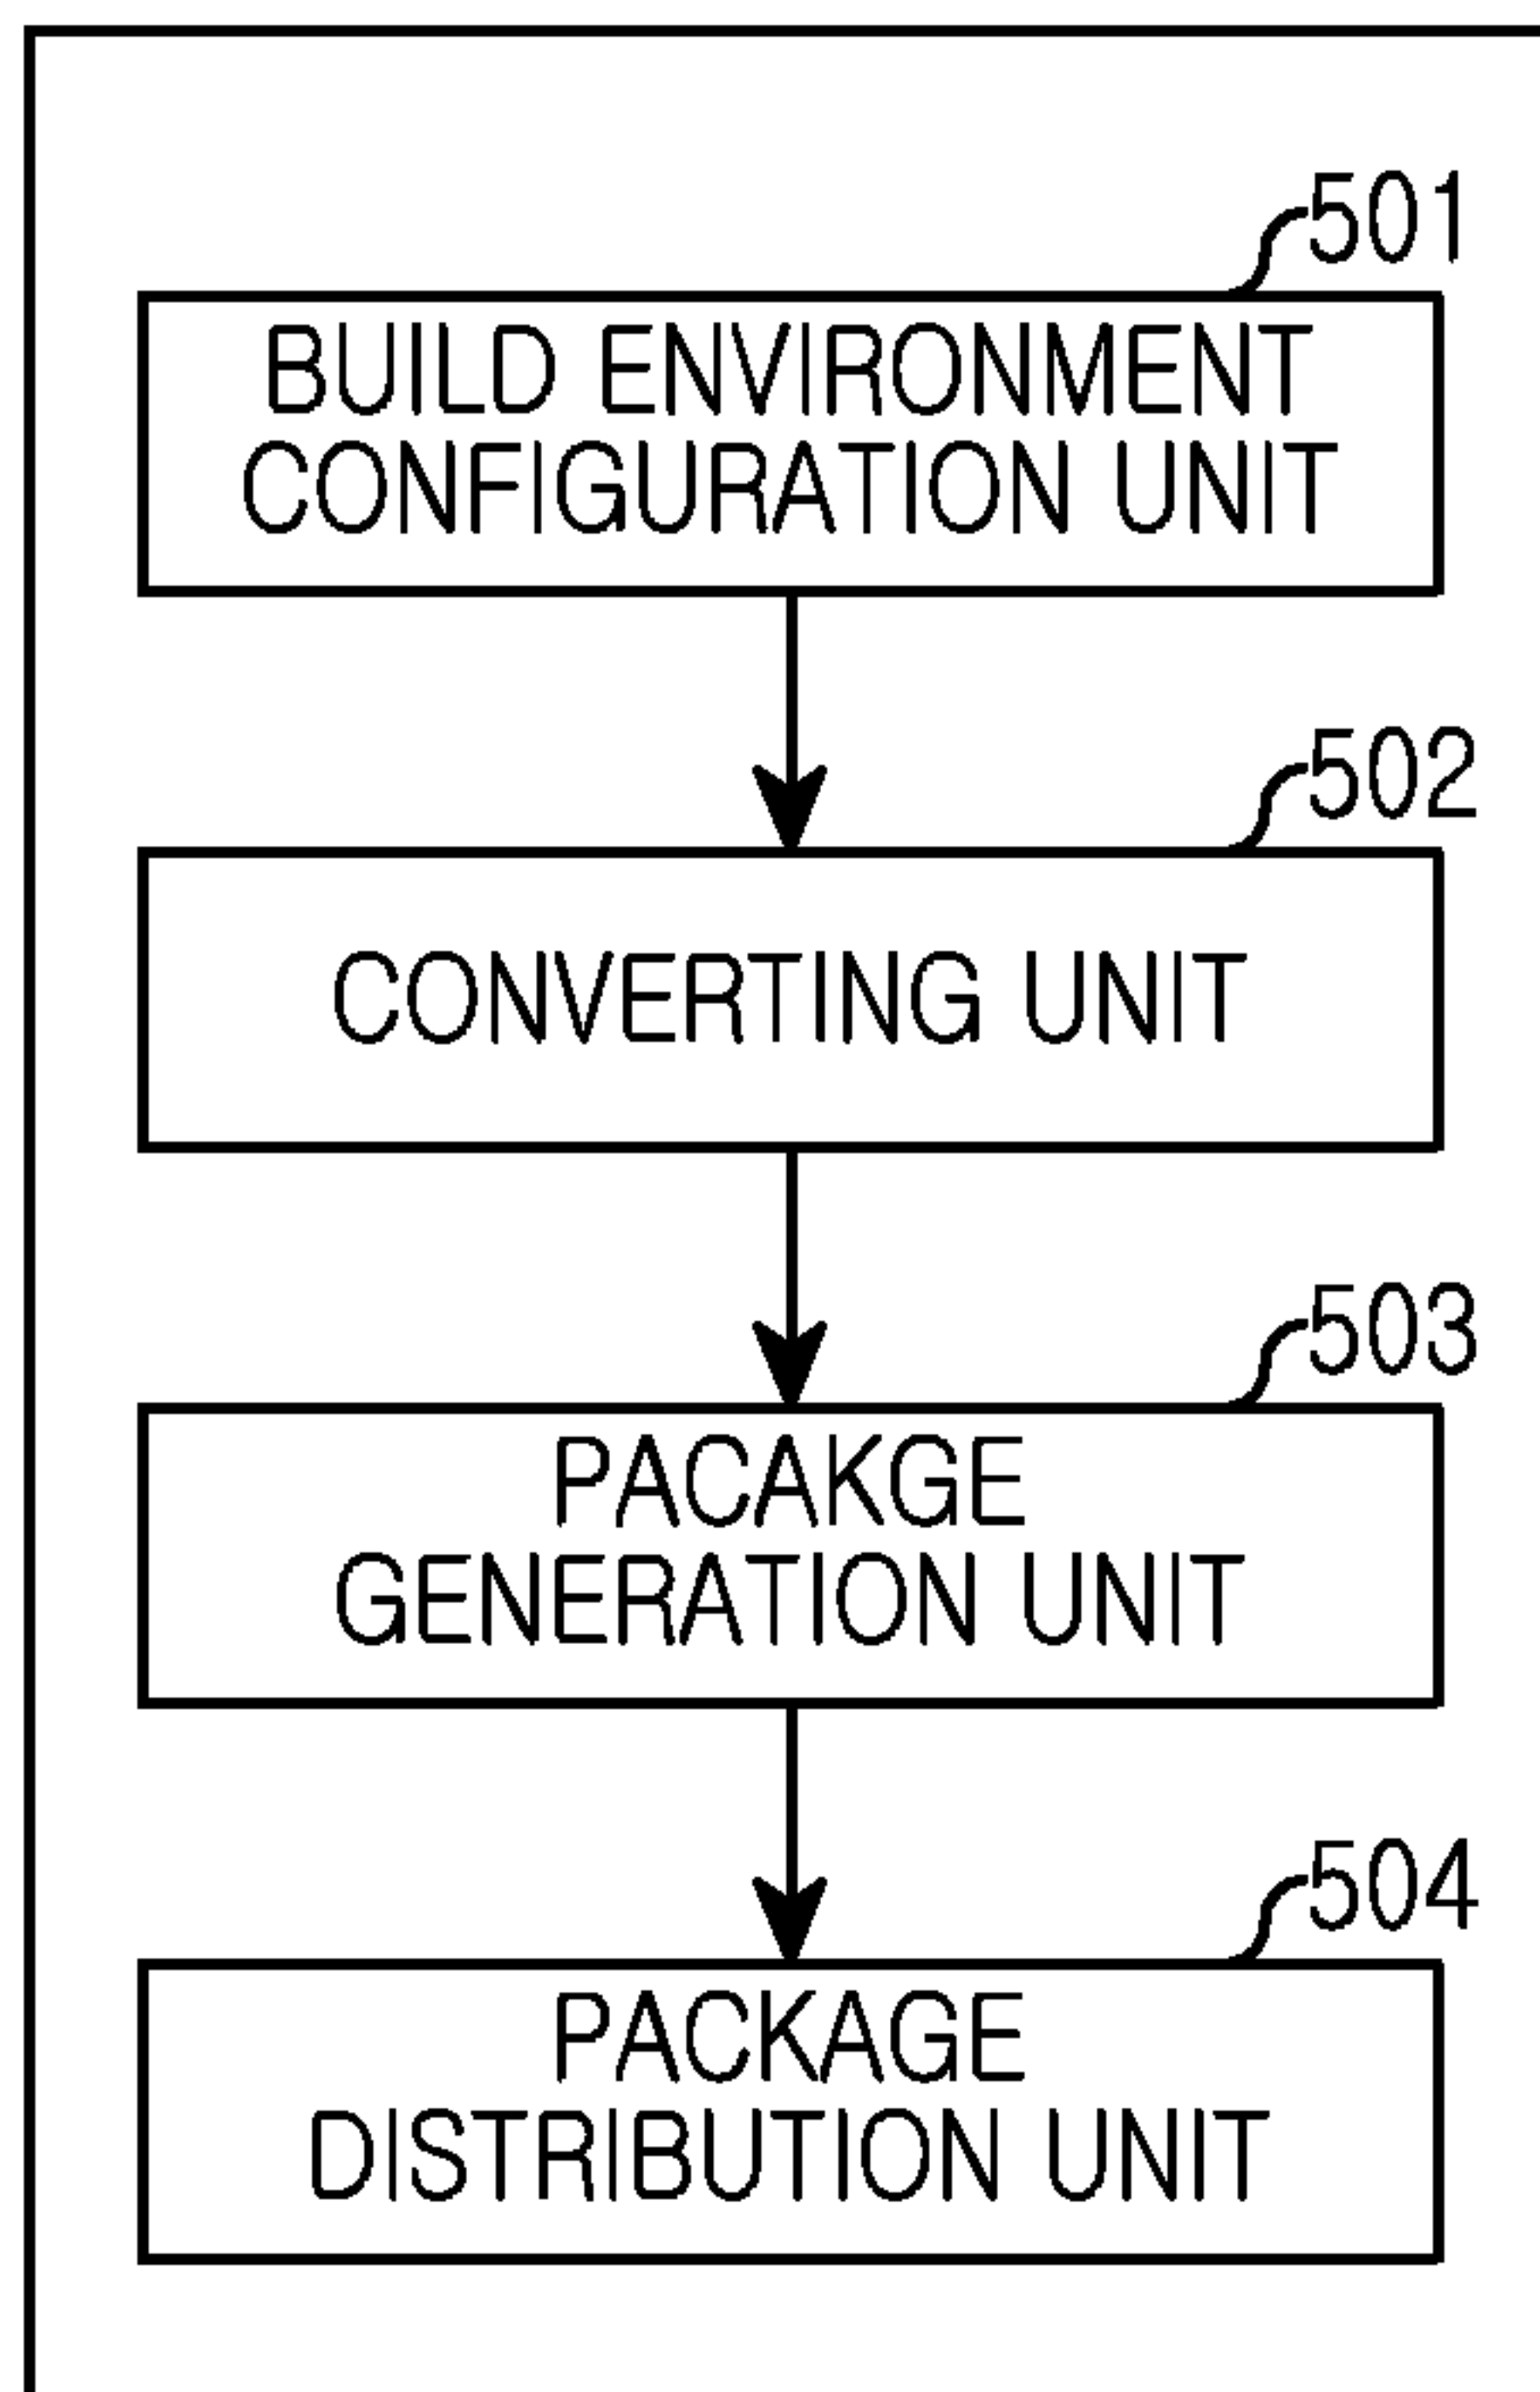 501
BUILD ENVIRONMENT
CONFIGURATION UNIT
502
CONVERTING UNIT
503
PACAKGE
GENERATION UNIT
504
PACKAGE
DISTRIBUTION UNIT